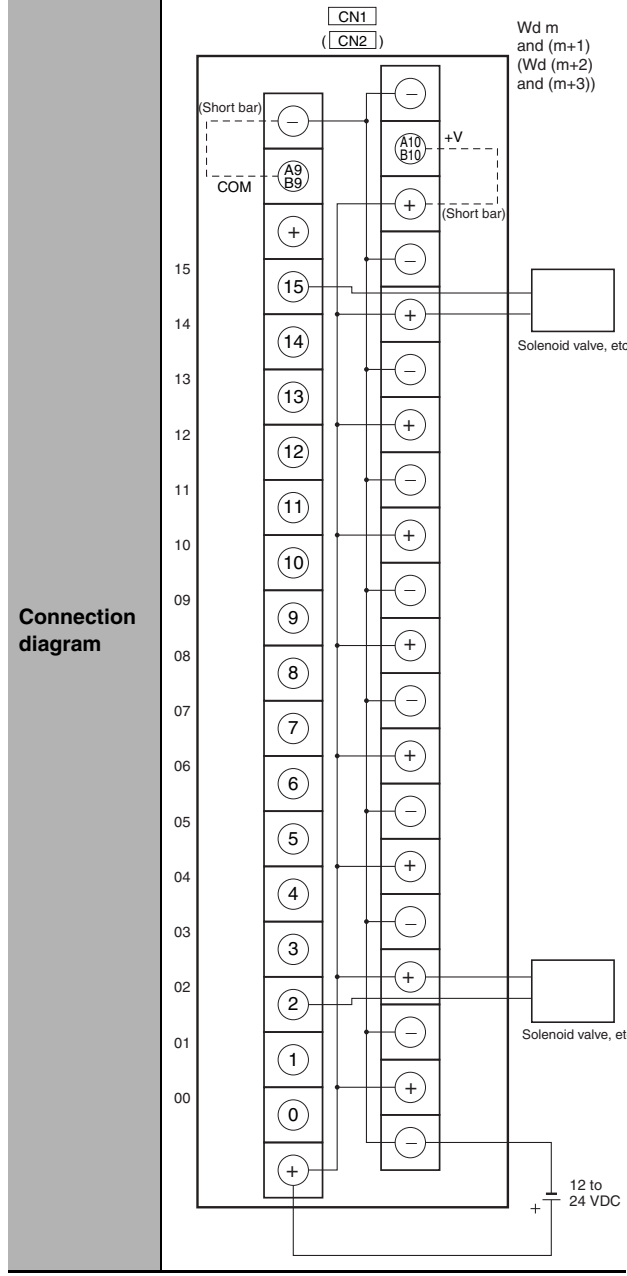 CN1
( CN2 )
Wd m
and (m+1)
(Wd (m+2)
and (m+3))
(Short bar)
−
−
A10
B10
+V
A9
B9
COM
+
(Short bar)
+
−
15
15
+
Solenoid valve, etc
14
14
−
13
13
+
12
12
−
11
11
+
10
10
−
09
9
+
Connection
diagram
08
8
−
07
7
+
06
6
−
05
5
+
04
4
−
03
3
+
02
2
Solenoid valve, et
−
01
1
+
00
0
−
+
12 to
24 VDC
+